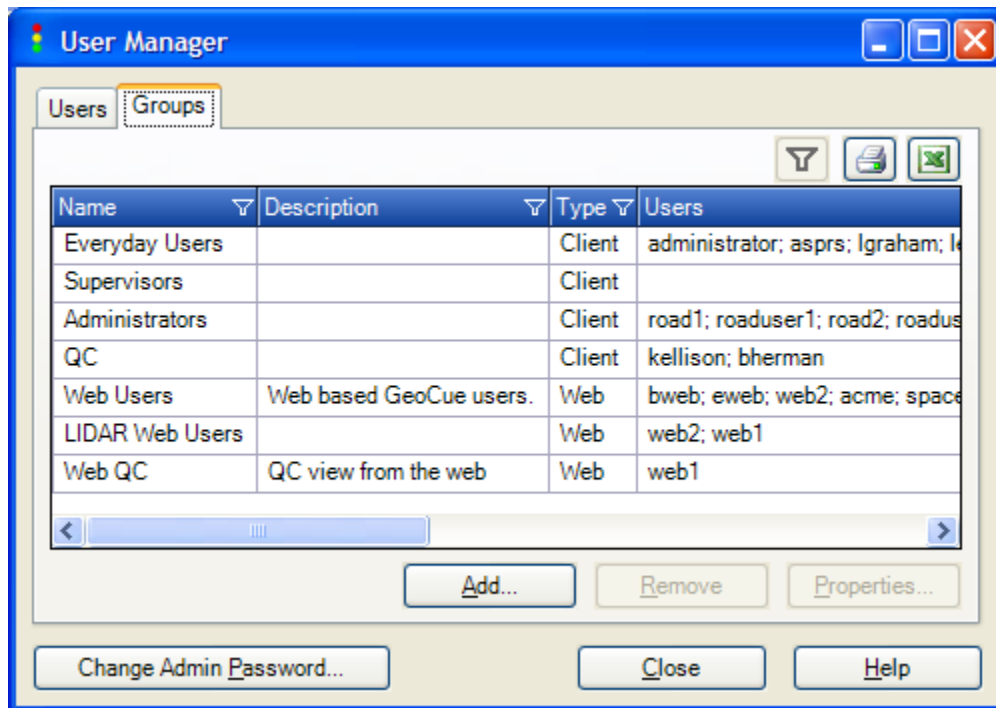 User Manager
Users Groups
Name Description Type Users
Everyday Users Client administrator; asprs; lgraham;
Supervisors Client
Administrators Client road1; roaduser1; road2;
QC Client kellison; bherman
Web Users Web based GeoCue users. Web bweb; eweb; web2; acme;
LIDAR Web Users Web web2; web1
Web QC QC view from the web Web web1
Add... Remove Properties...
Change Admin Password... Close Help